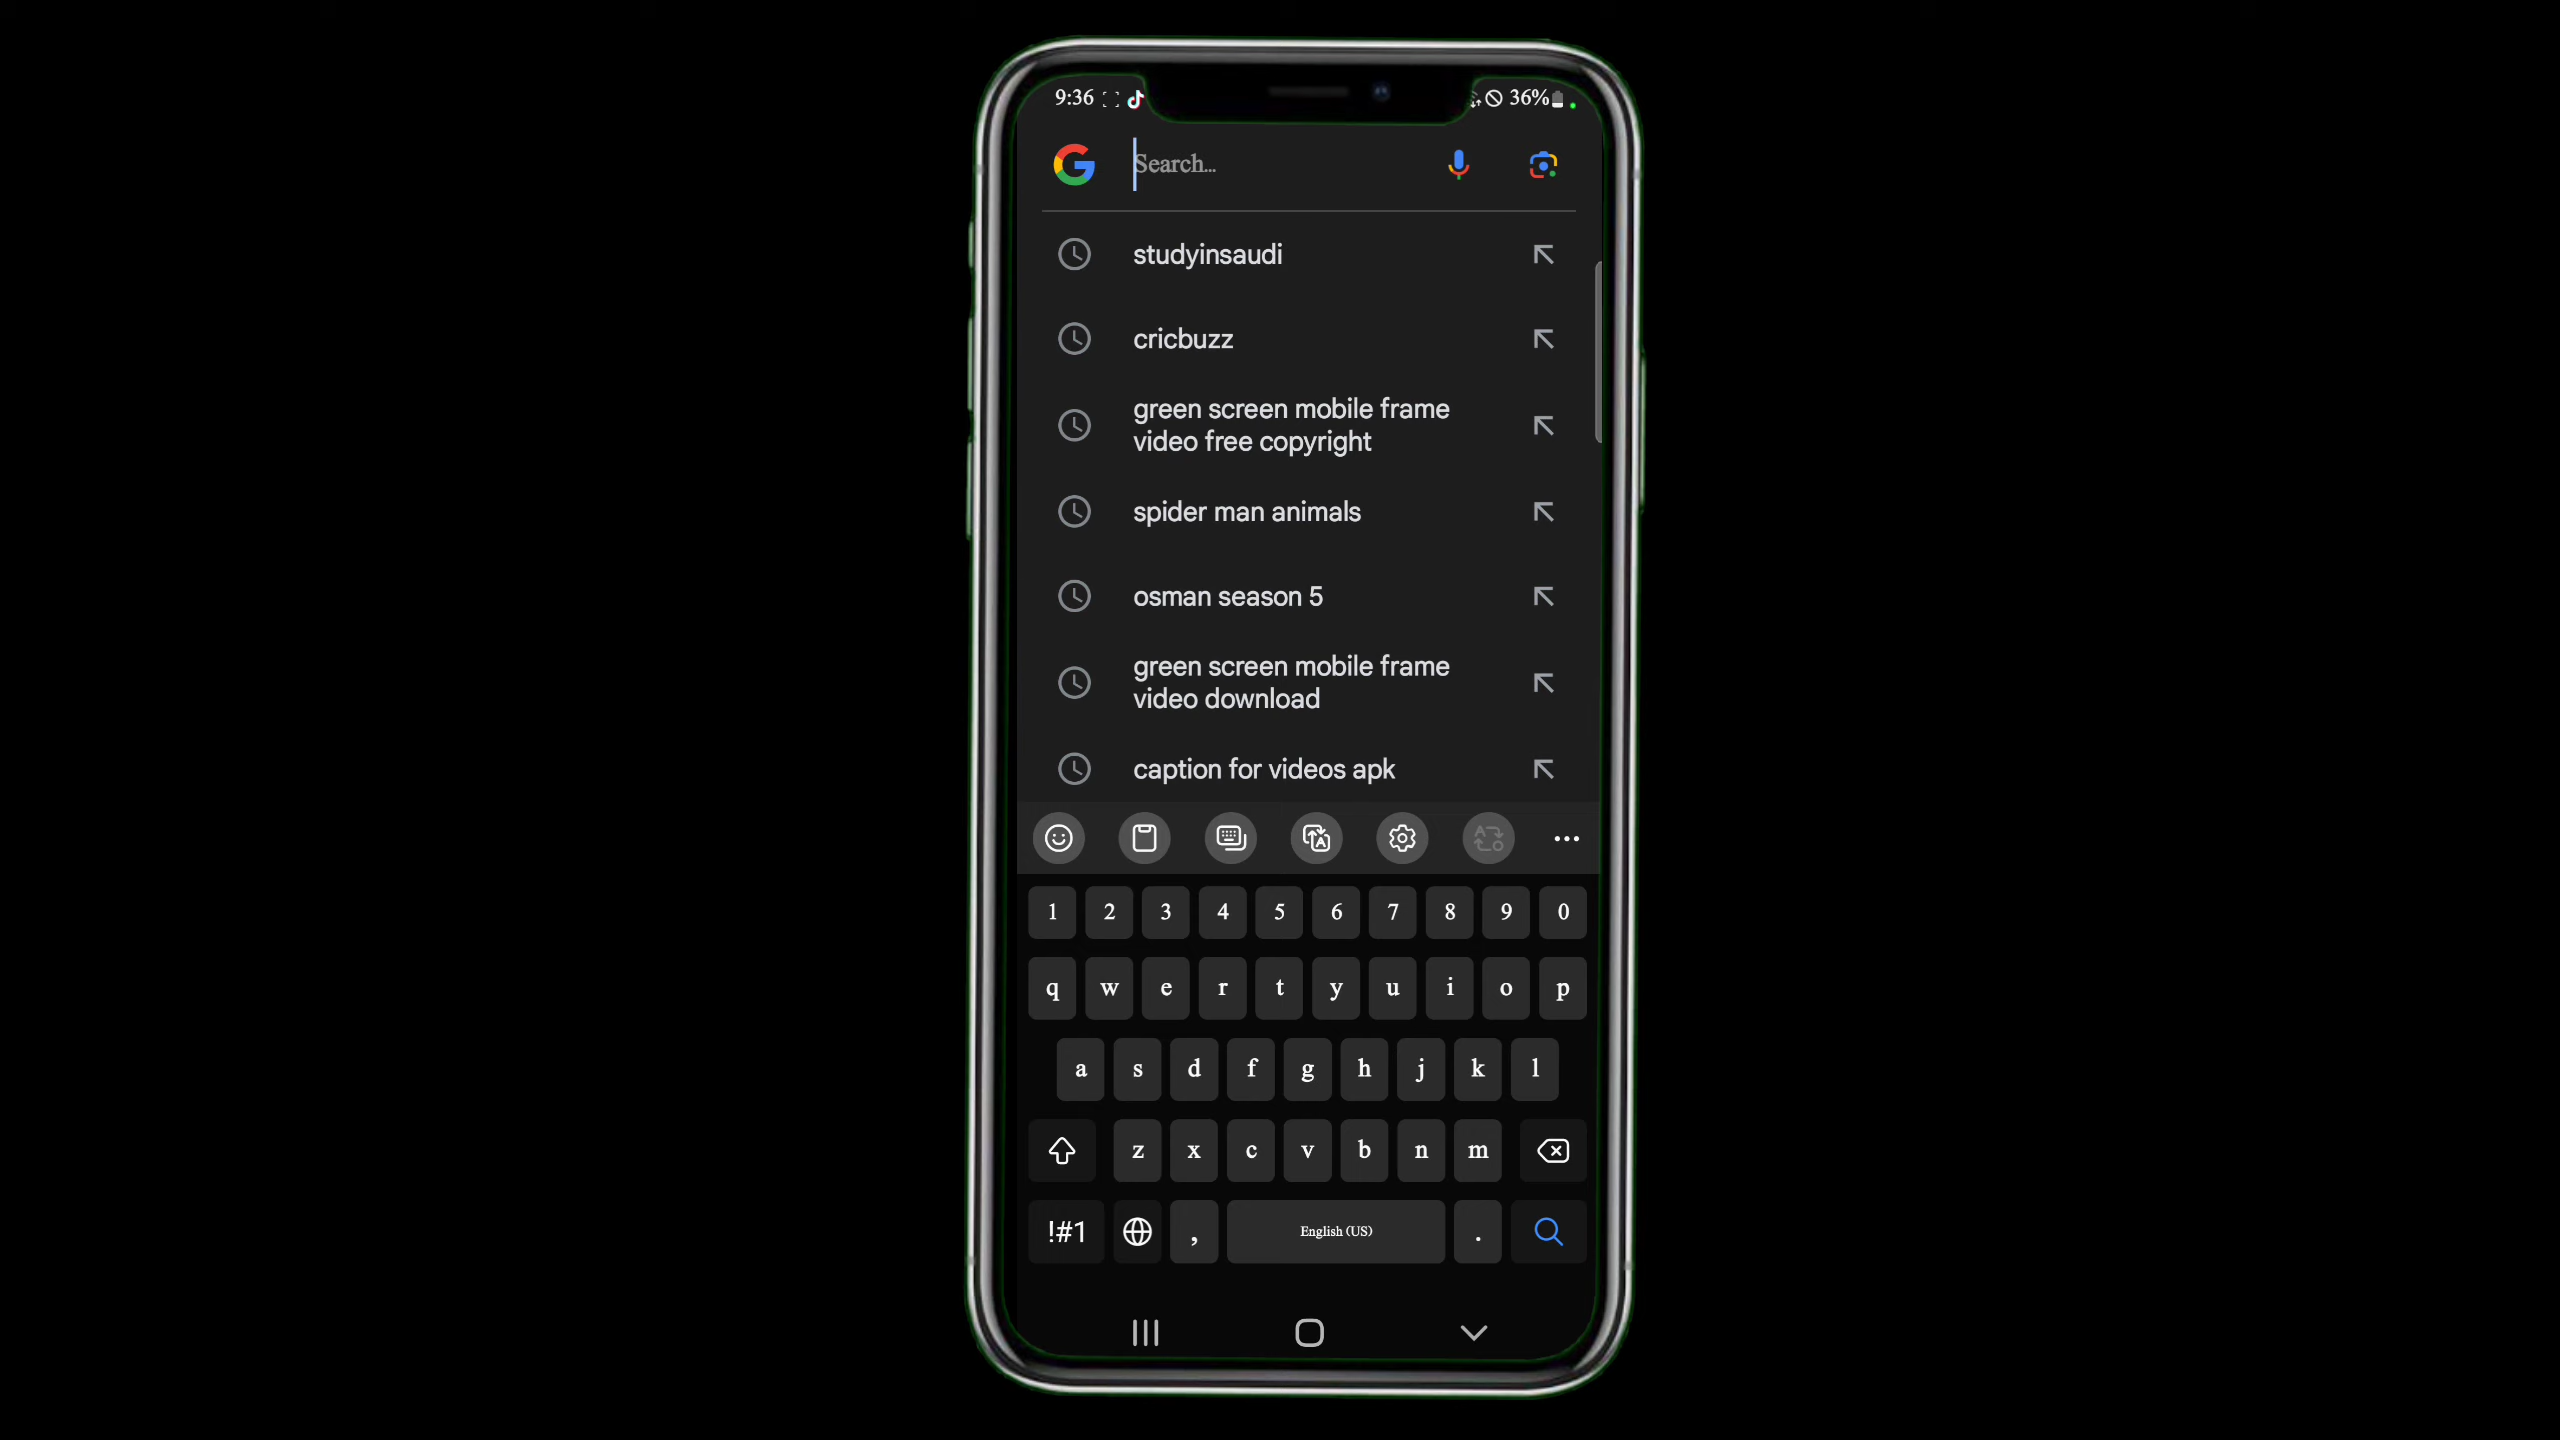 9:36
36%
Search...
studyinsaudi
cricbuzz
green screen mobile frame
video free copyright
spider man animals
osman season 5
green screen mobile frame
video download
caption for videos apk
1 2 3 4 5 6 7 8 9 0
q w e r t y u i o p
a s d f g h j k l
z x c v b n m
!#1 , English (US) .